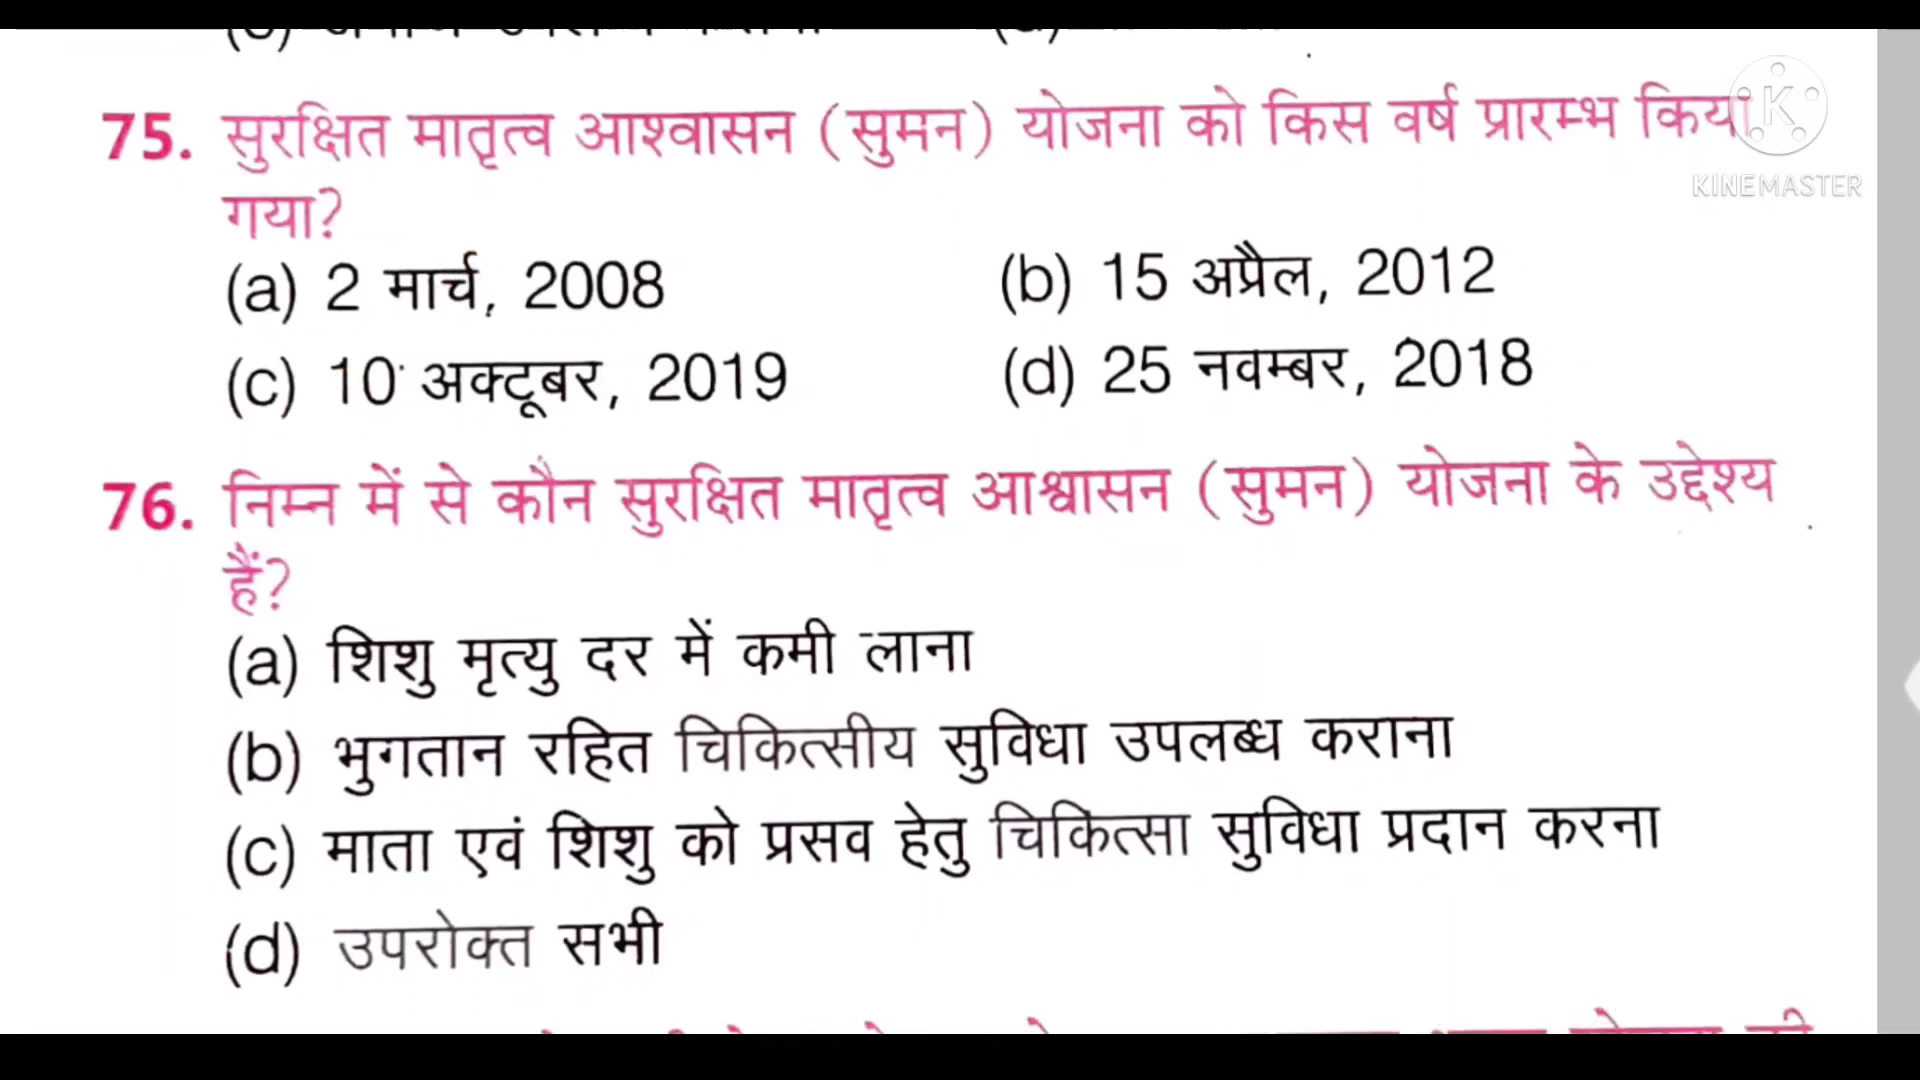 75. सुरक्षित मातृत्व आश्वासन (सुमन) योजना को किस वर्ष प्रारम्भ किया
KINEMASTER
गया?
(a) 2 मार्च, 2008 (b) 15 अप्रैल, 2012
(c) 10 अक्टूबर, 2019 (d) 25 नवम्बर, 2018
76. निम्न में से कौन सुरक्षित मातृत्व आश्वासन (सुमन) योजना के उद्देश्य
हैं?
(a) शिशु मृत्यु दर में कमी लाना
(b) भुगतान रहित चिकित्सीय सुविधा उपलब्ध कराना
(c) माता एवं शिशु को प्रसव हेतु चिकित्सा सुविधा प्रदान करना
(d) उपरोक्त सभी